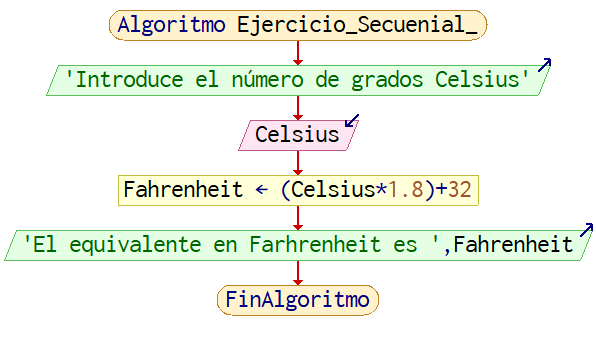 Algoritmo Ejercicio_Secuenial_
'Introduce el número de grados Celsius'
Celsius
Fahrenheit ← (Celsius*1.8)+32
'El equivalente en Farhrenheit es ',Fahrenheit
FinAlgoritmo